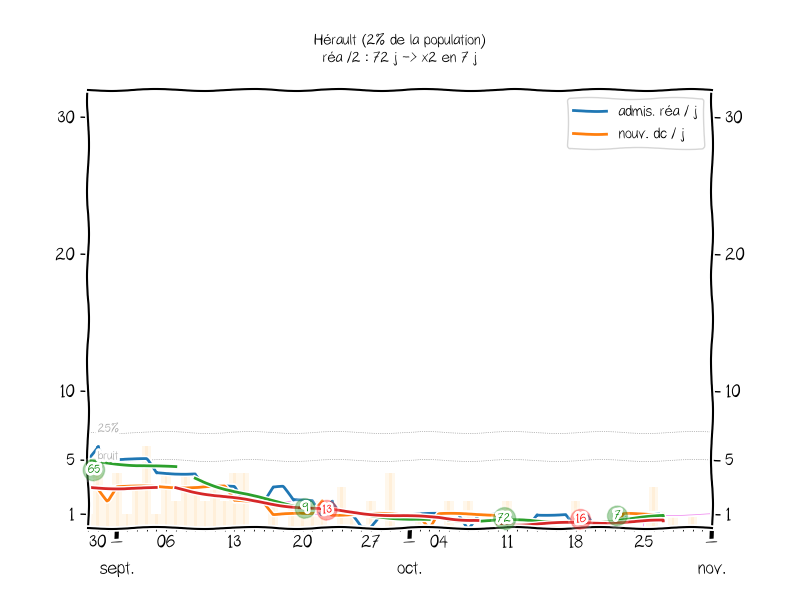 Hérault (2% de la population)
réa /2 : 72 j -> x2 en 7 j
admis. réa / j
nouv. dc / j
30 30
20 20
10 10
25%
bruit
5 5
65
9 13 72 16 7
1 1
30 06 13 20 27 04 11 18 25
sept. oct. nov.